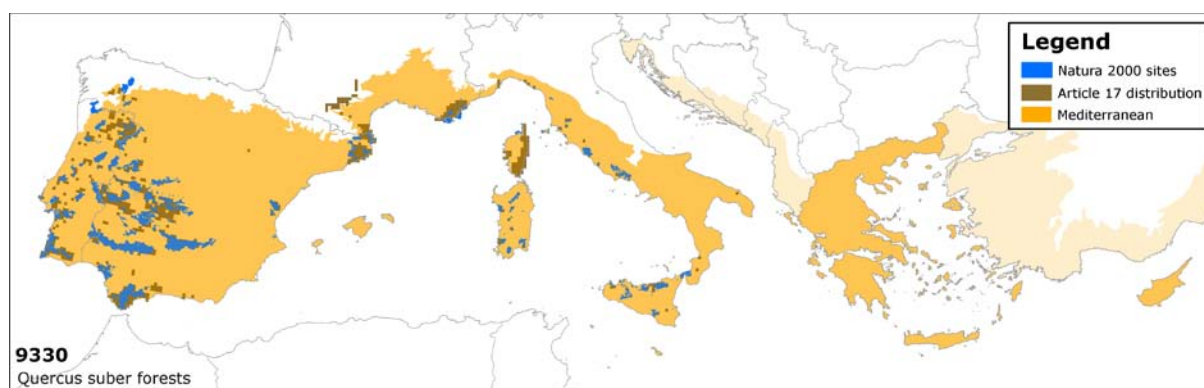 Legend
Natura 2000 sites
Article 17 distribution
Mediterranean
9330
Quercus suber forests